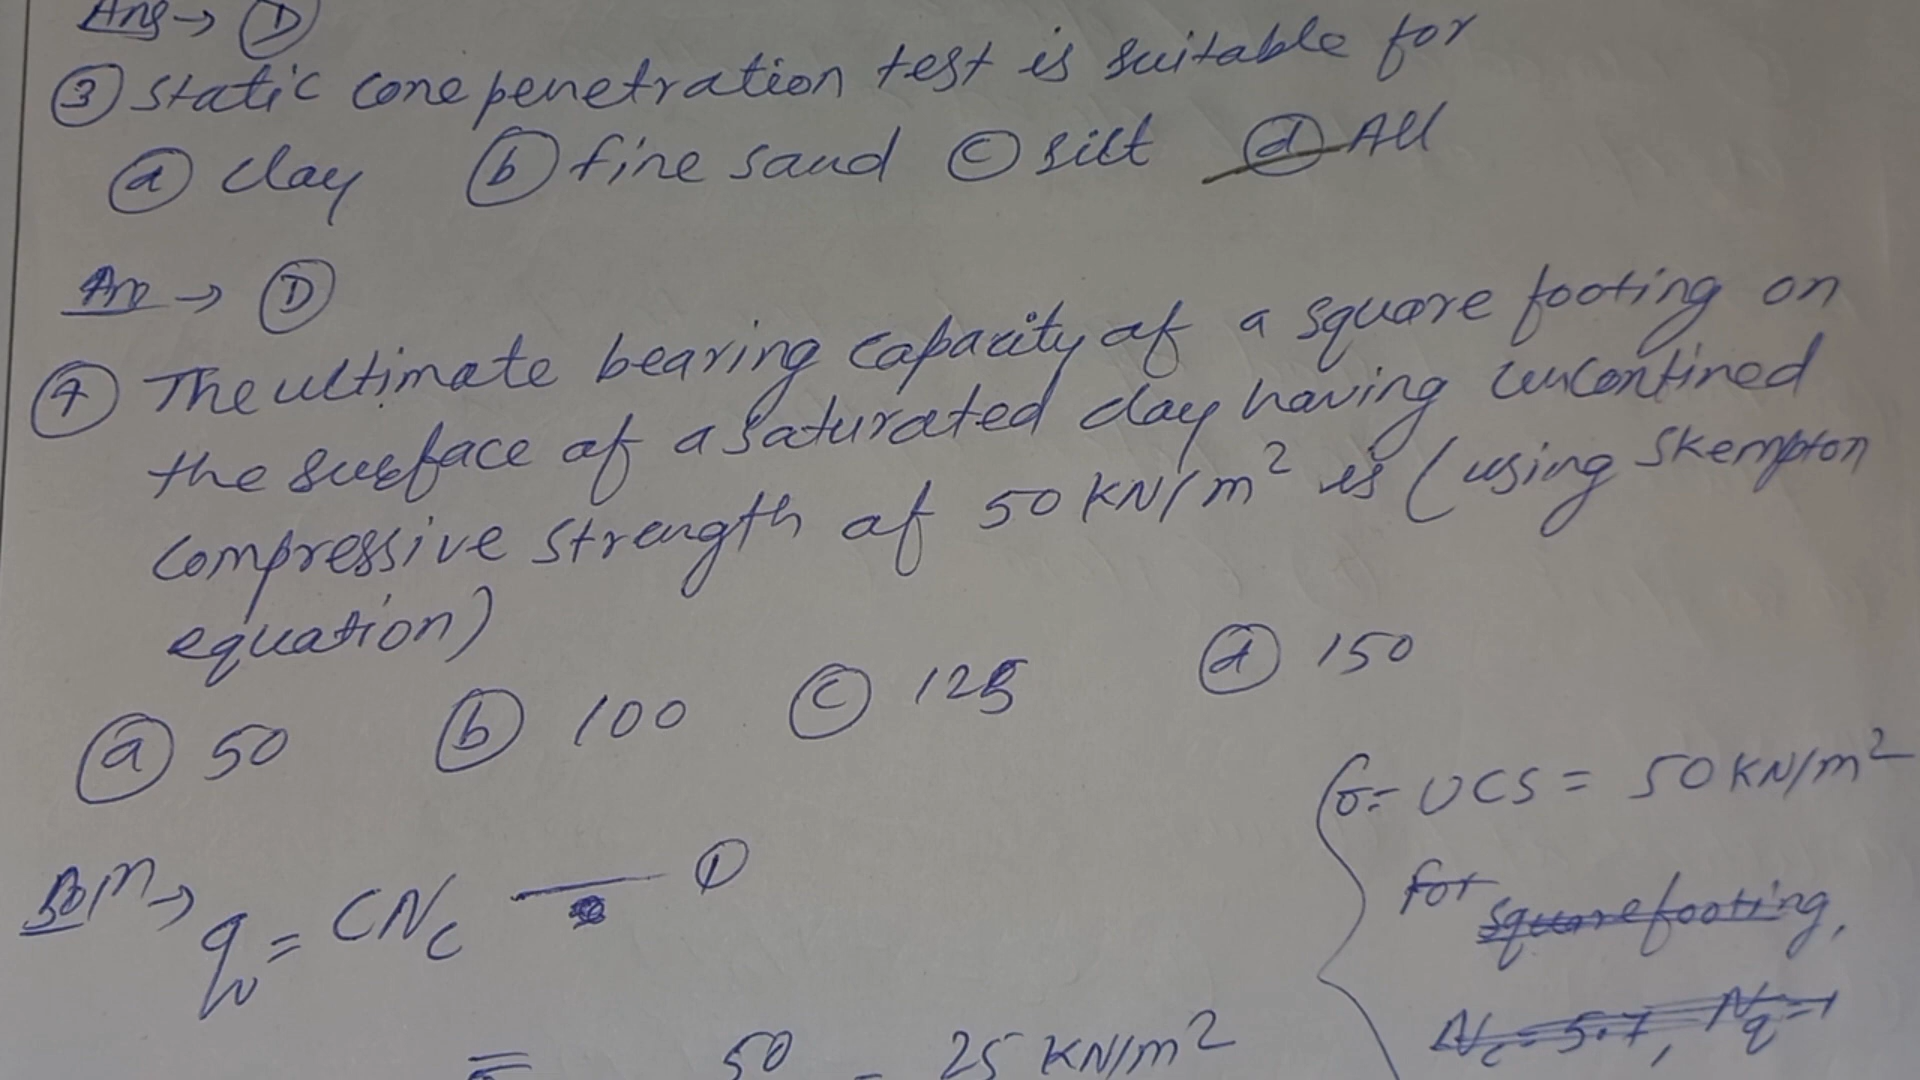 Ans → D
③ Static cone penetration test is suitable for
ⓐ clay ⓑ fine sand ⓒ silt ⓓ All
Ans → D
④ The ultimate bearing capacity of a square footing on
the surface of a saturated clay having unconfined
compressive strength of 50 KN/m² is (using Skempton
equation)
ⓐ 50 ⓑ 100 ⓒ 125 ⓓ 150
σ = UCS = 50 KN/m²
for square footing,
Nc = 5.7, Nq = 1
Soln → qu = CNc — ①
= 50 = 25 KN/m²